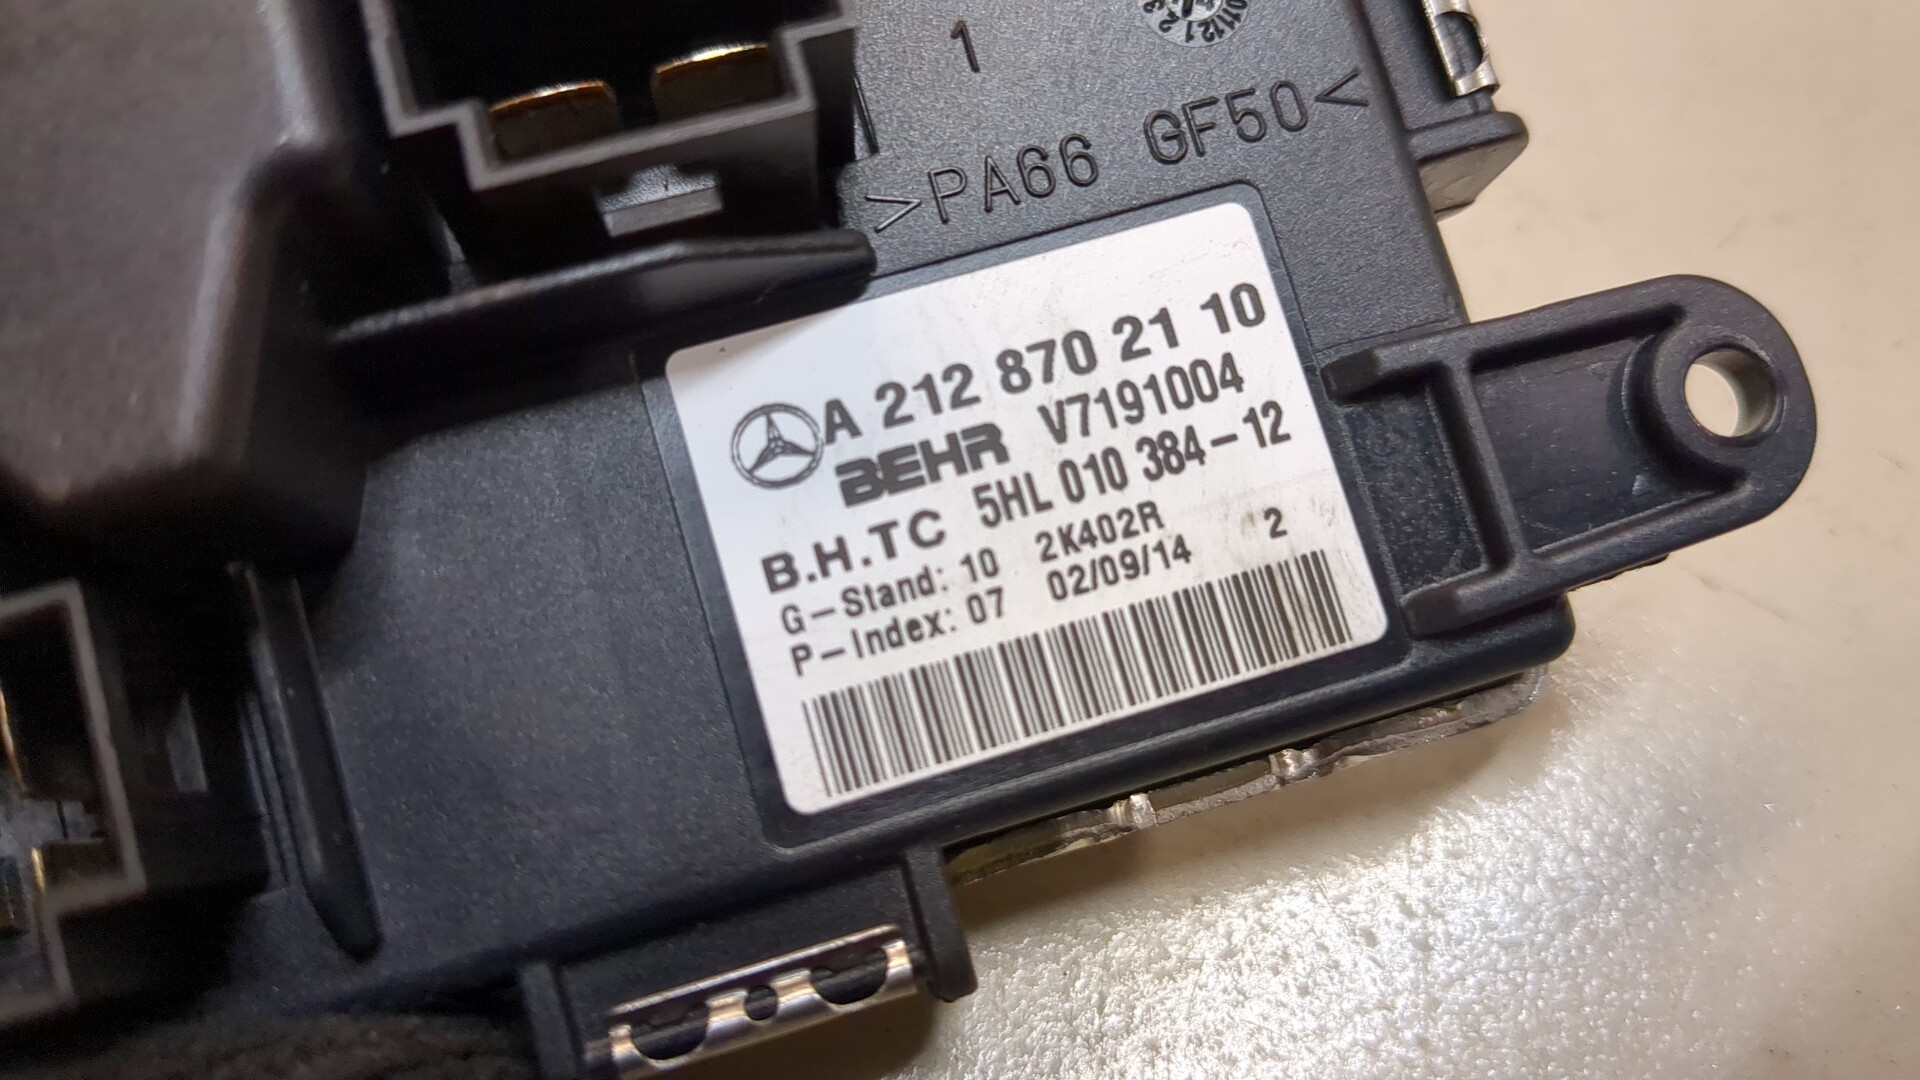 1
>PA66 GF50<
A 212 870 21 10
BEHR V7191004
B.H.TC 5HL 010 384-12
G-Stand: 10 2K402R 2
P-Index: 07 02/09/14